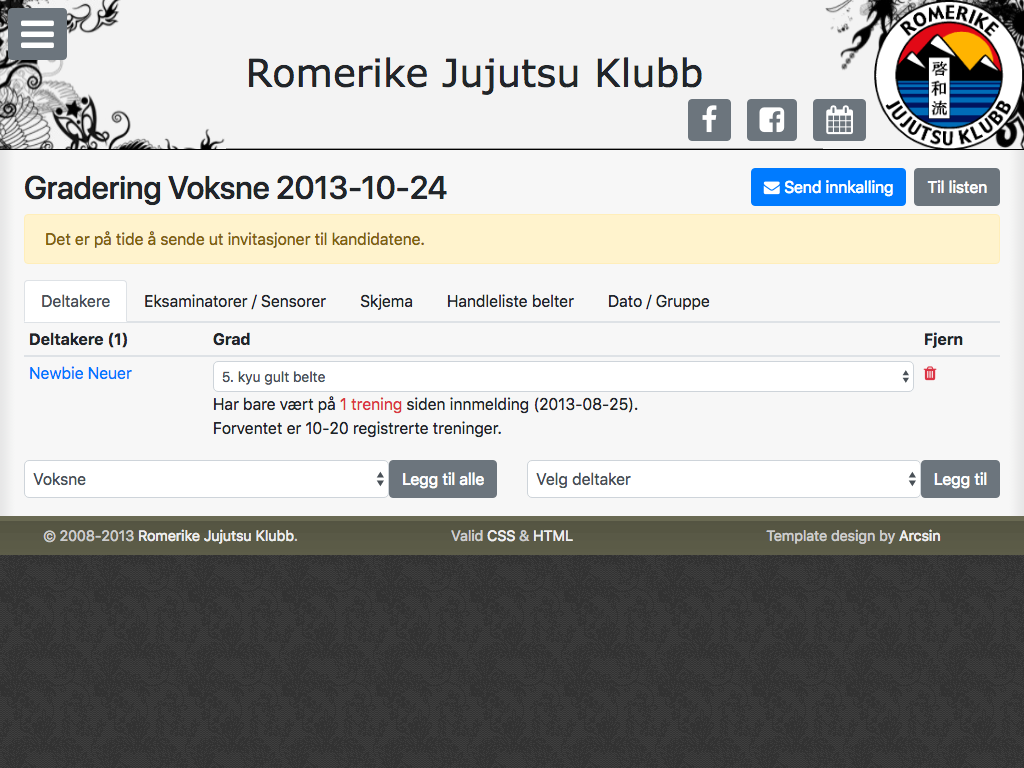 Romerike Jujutsu Klubb
ROMERIKE
啓和流
JUJUTSU KLUBB
Gradering Voksne 2013-10-24
Send innkalling
Til listen
Det er på tide å sende ut invitasjoner til kandidatene.
Deltakere Eksaminatorer / Sensorer Skjema Handleliste belter Dato / Gruppe
Deltakere (1) Grad Fjern
Newbie Neuer 5. kyu gult belte
Har bare vært på 1 trening siden innmelding (2013-08-25).
Forventet er 10-20 registrerte treninger.
Voksne Legg til alle Velg deltaker Legg til
© 2008-2013 Romerike Jujutsu Klubb. Valid CSS & HTML Template design by Arcsin